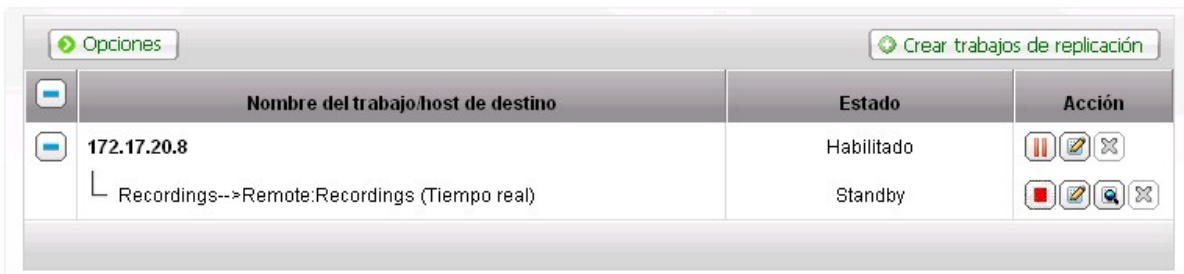 Opciones
Crear trabajos de replicación
Nombre del trabajo/host de destino Estado Acción
172.17.20.8 Habilitado
Recordings-->Remote:Recordings (Tiempo real) Standby